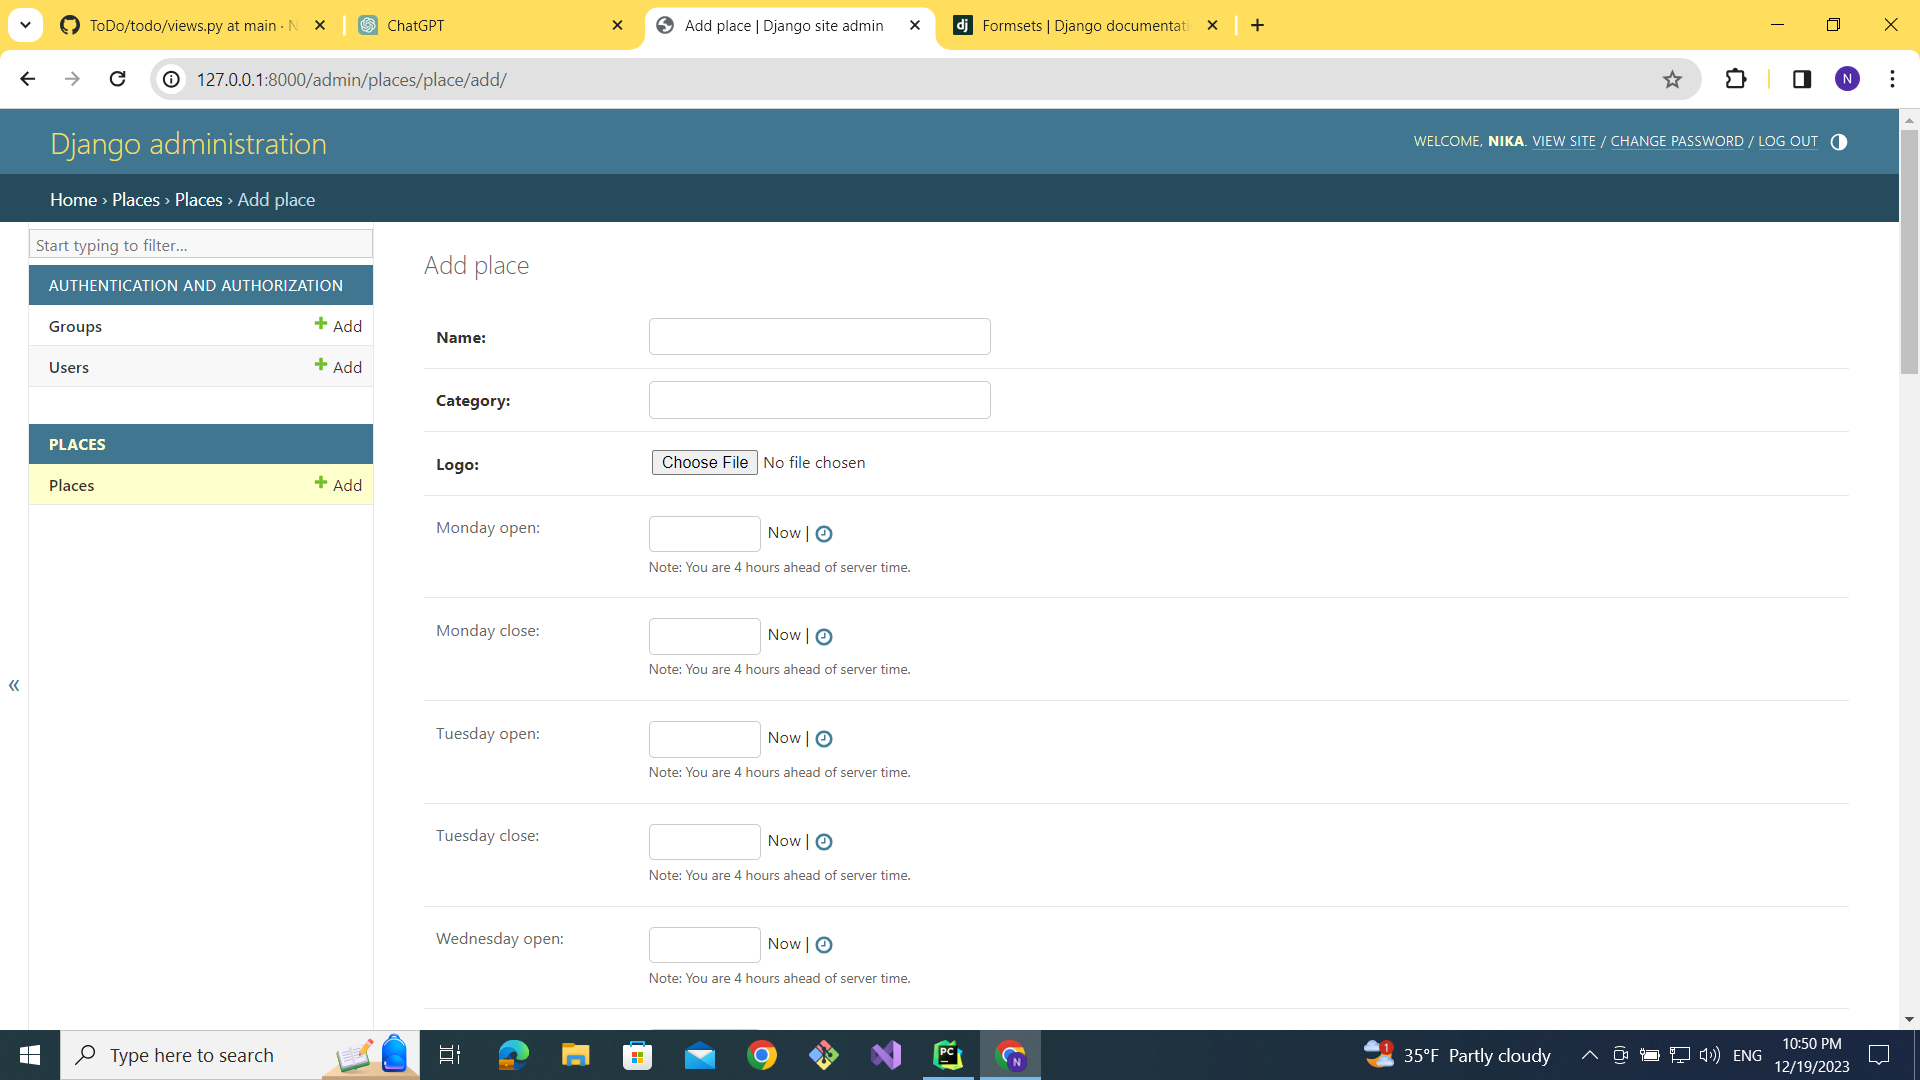 ToDo/todo/views.py at main · N
ChatGPT
Add place | Django site admin
Formsets | Django documentati
127.0.0.1:8000/admin/places/place/add/
N
Django administration
WELCOME, NIKA. VIEW SITE / CHANGE PASSWORD / LOG OUT
Home › Places › Places › Add place
Start typing to filter...
AUTHENTICATION AND AUTHORIZATION
Groups
Add
Users
Add
PLACES
Places
Add
«
Add place
Name:
Category:
Logo:
Choose File No file chosen
Monday open:
Now |
Note: You are 4 hours ahead of server time.
Monday close:
Now |
Note: You are 4 hours ahead of server time.
Tuesday open:
Now |
Note: You are 4 hours ahead of server time.
Tuesday close:
Now |
Note: You are 4 hours ahead of server time.
Wednesday open:
Now |
Note: You are 4 hours ahead of server time.
Type here to search
PC
N
1
35°F Partly cloudy
ENG
10:50 PM
12/19/2023